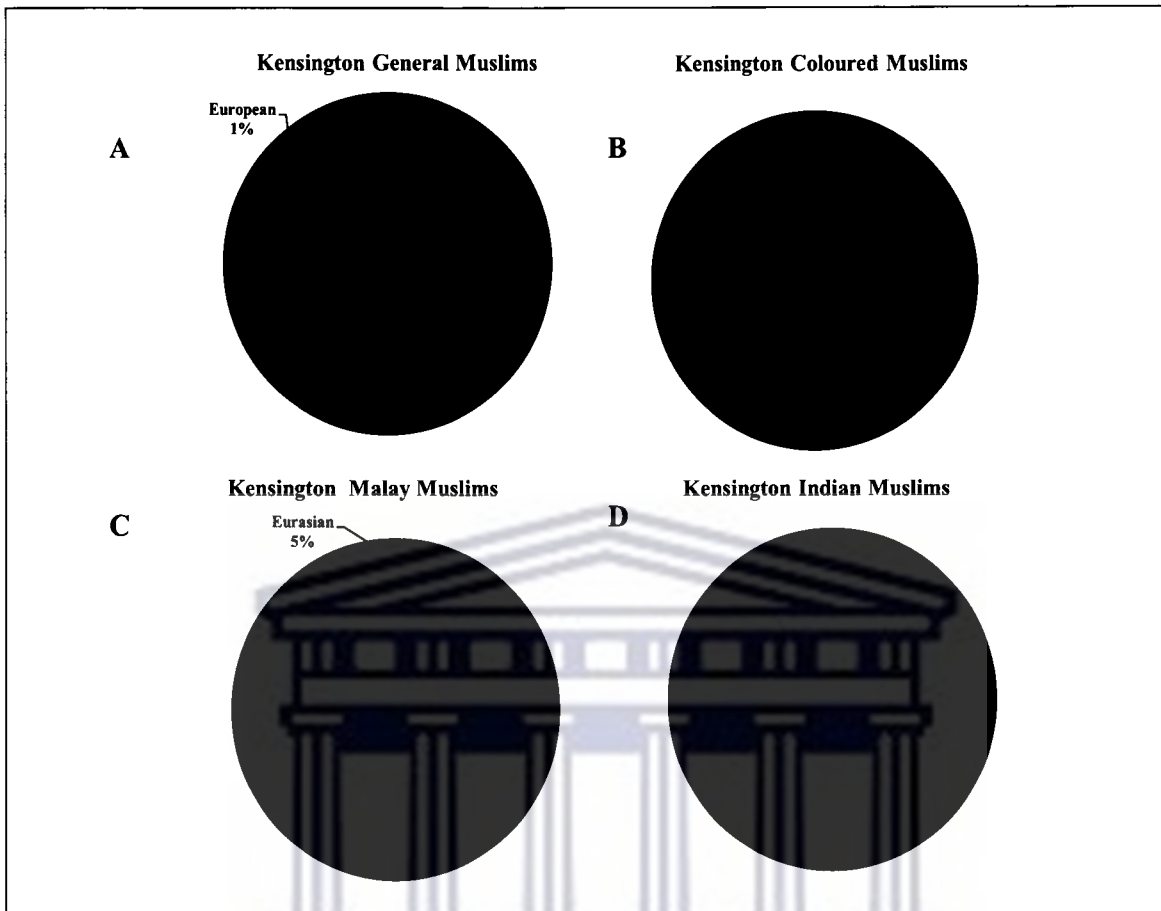 Kensington General Muslims
European
1%
A
Kensington Coloured Muslims
B
Kensington Malay Muslims
Eurasian
5%
C
Kensington Indian Muslims
D